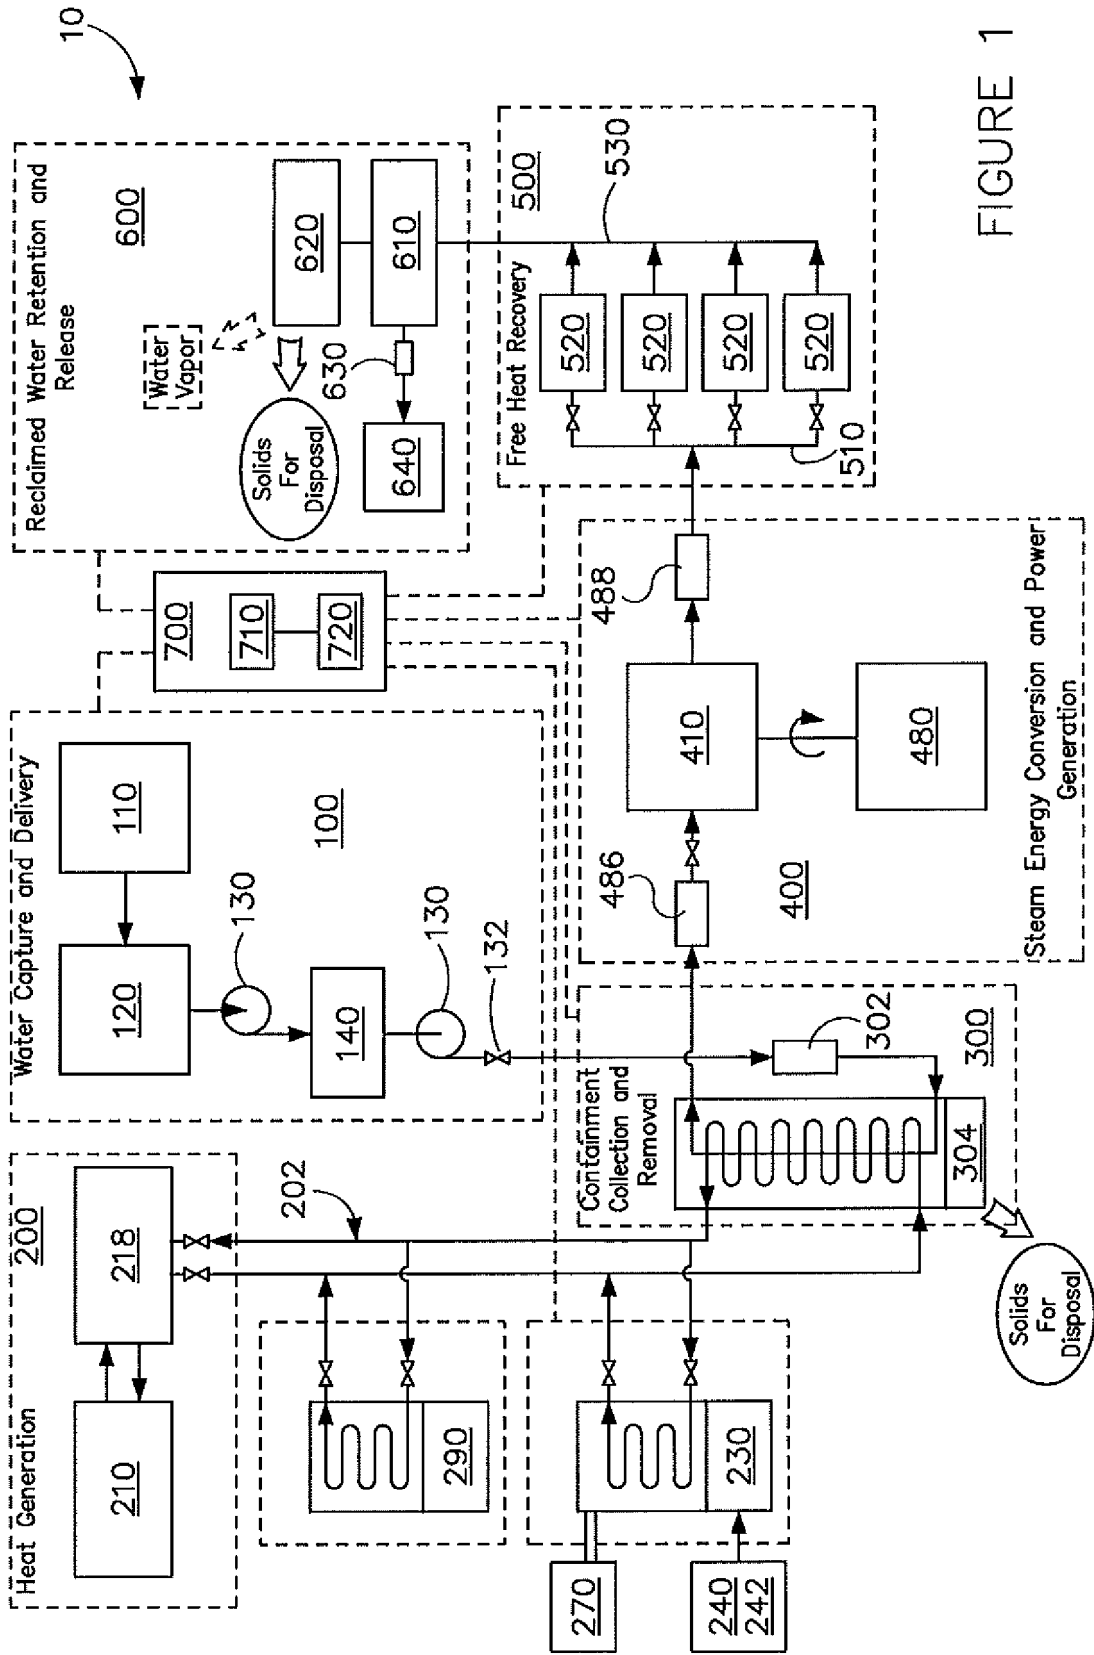 10
Reclaimed Water Retention and
Release
600
Water
Vapor
Solids
For
Disposal
620
610
630
640
700
710
720
Water Capture and Delivery
100
110
120
130
140
130
132
Heat Generation
200
210
218
202
290
230
270
240
242
Containment
Collection and
Removal
300
302
304
Solids
For
Disposal
Steam Energy Conversion and Power
Generation
400
486
410
480
488
Free Heat Recovery
500
510
520
520
520
520
530
FIGURE 1